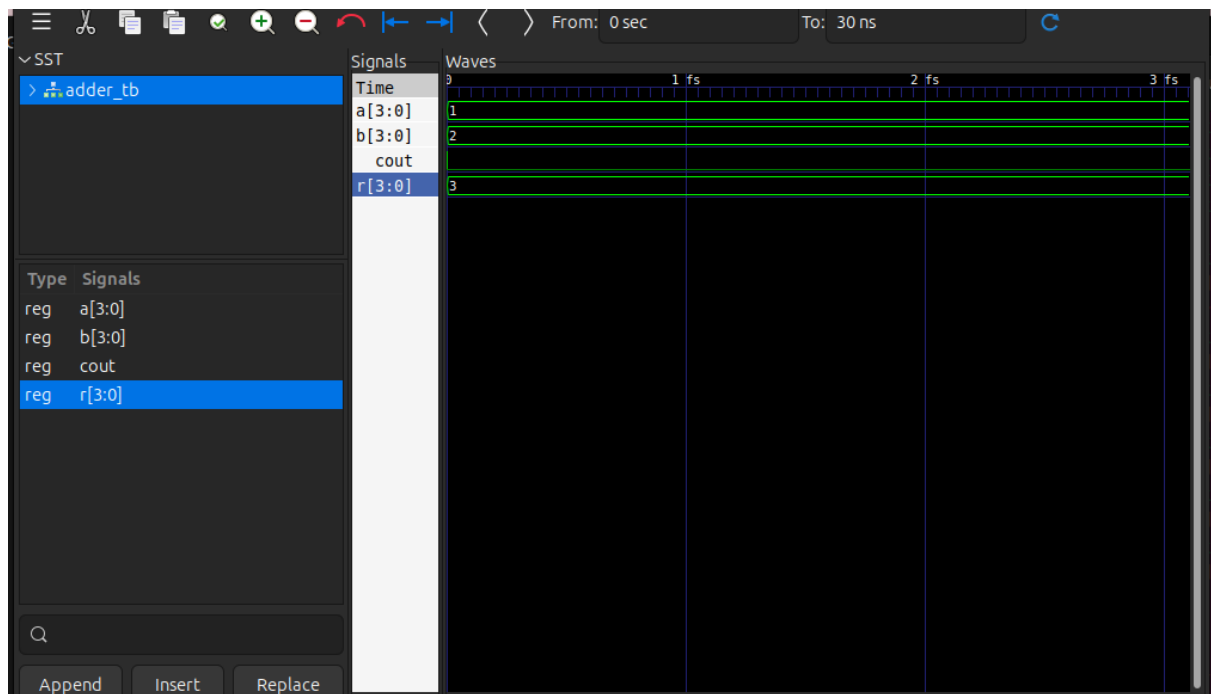 From: 0 sec To: 30 ns
SST
adder_tb
Type Signals
reg a[3:0]
reg b[3:0]
reg cout
reg r[3:0]
Append Insert Replace
Signals
Time
a[3:0]
b[3:0]
cout
r[3:0]
Waves
0 1 fs 2 fs 3 fs
1
2
3